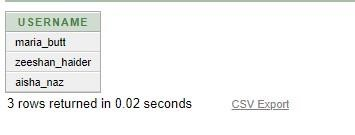 USERNAME
maria_butt
zeeshan_haider
aisha_naz
3 rows returned in 0.02 seconds CSV Export